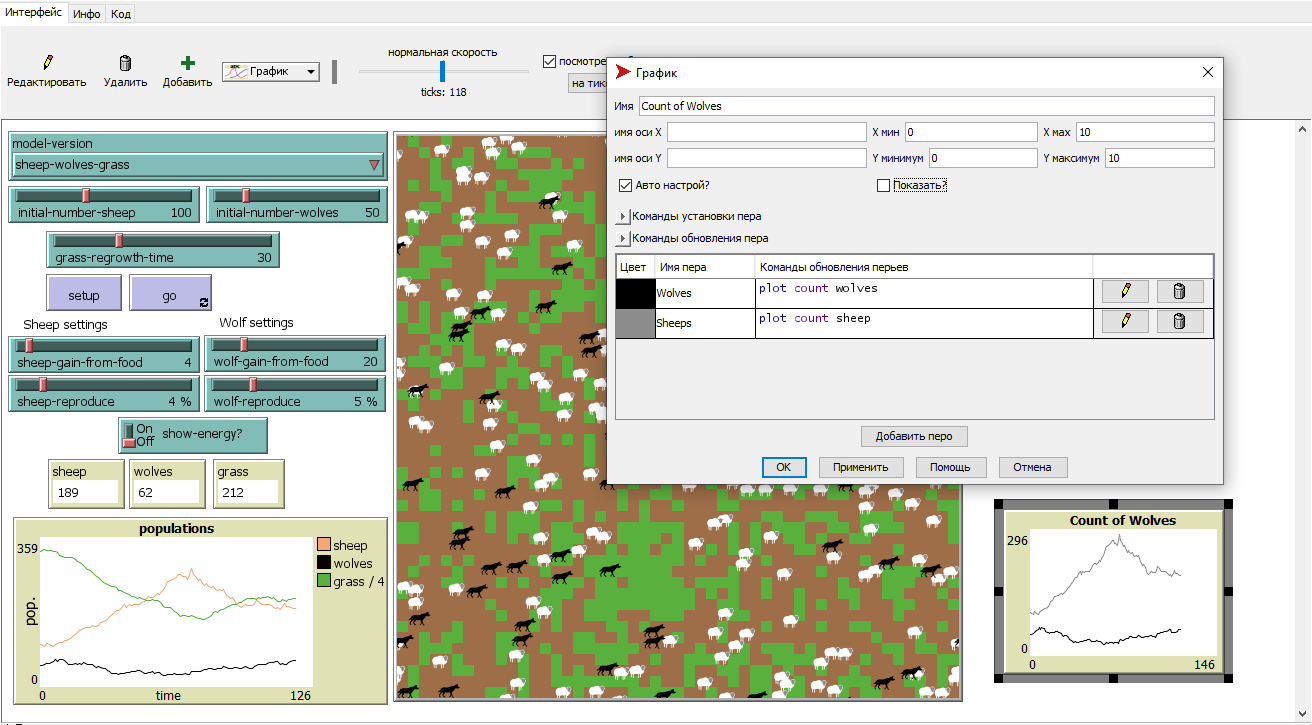 Интерфейс Инфо Код
Редактировать Удалить Добавить abc График
нормальная скорость
ticks: 118
на тик
График
Имя Count of Wolves
имя оси X X мин 0 X мах 10
имя оси Y Y минимум 0 Y максимум 10
Авто настрой? Показать?
Команды установки пера
Команды обновления пера
Цвет Имя пера Команды обновления перьев
Wolves plot count wolves
Sheeps plot count sheep
Добавить перо
OK Применить Помощь Отмена
model-version
sheep-wolves-grass
initial-number-sheep 100 initial-number-wolves 50
grass-regrowth-time 30
setup go
Sheep settings Wolf settings
sheep-gain-from-food 4 wolf-gain-from-food 20
sheep-reproduce 4 % wolf-reproduce 5 %
On
Off show-energy?
sheep wolves grass
189 62 212
populations
359
pop.
0
0 time 126
sheep
wolves
grass / 4
Count of Wolves
296
0
0 146